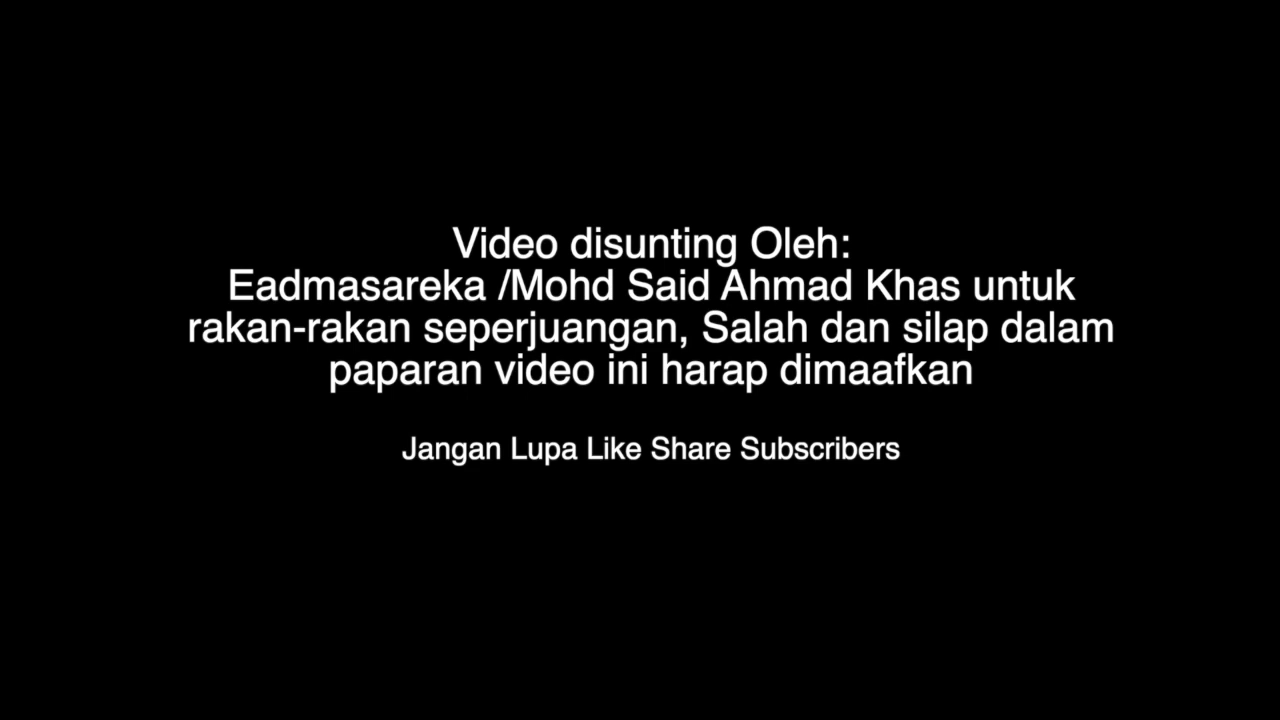 Video disunting Oleh:
Eadmasareka /Mohd Said Ahmad Khas untuk
rakan-rakan seperjuangan, Salah dan silap dalam
paparan video ini harap dimaafkan
Jangan Lupa Like Share Subscribers